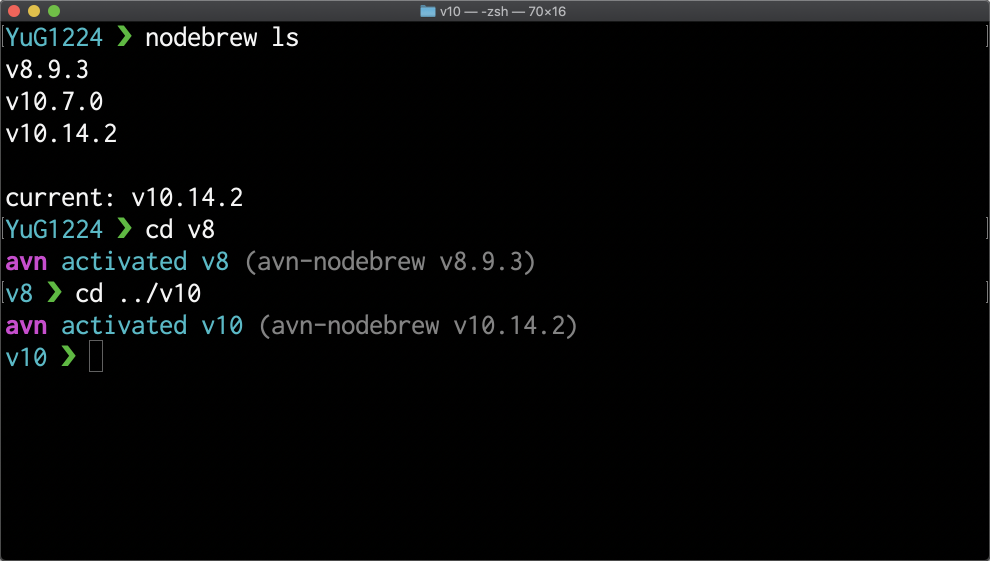 v10 — -zsh — 70×16
YuG1224 ❯ nodebrew ls
v8.9.3
v10.7.0
v10.14.2
current: v10.14.2
YuG1224 ❯ cd v8
avn activated v8 (avn-nodebrew v8.9.3)
v8 ❯ cd ../v10
avn activated v10 (avn-nodebrew v10.14.2)
v10 ❯